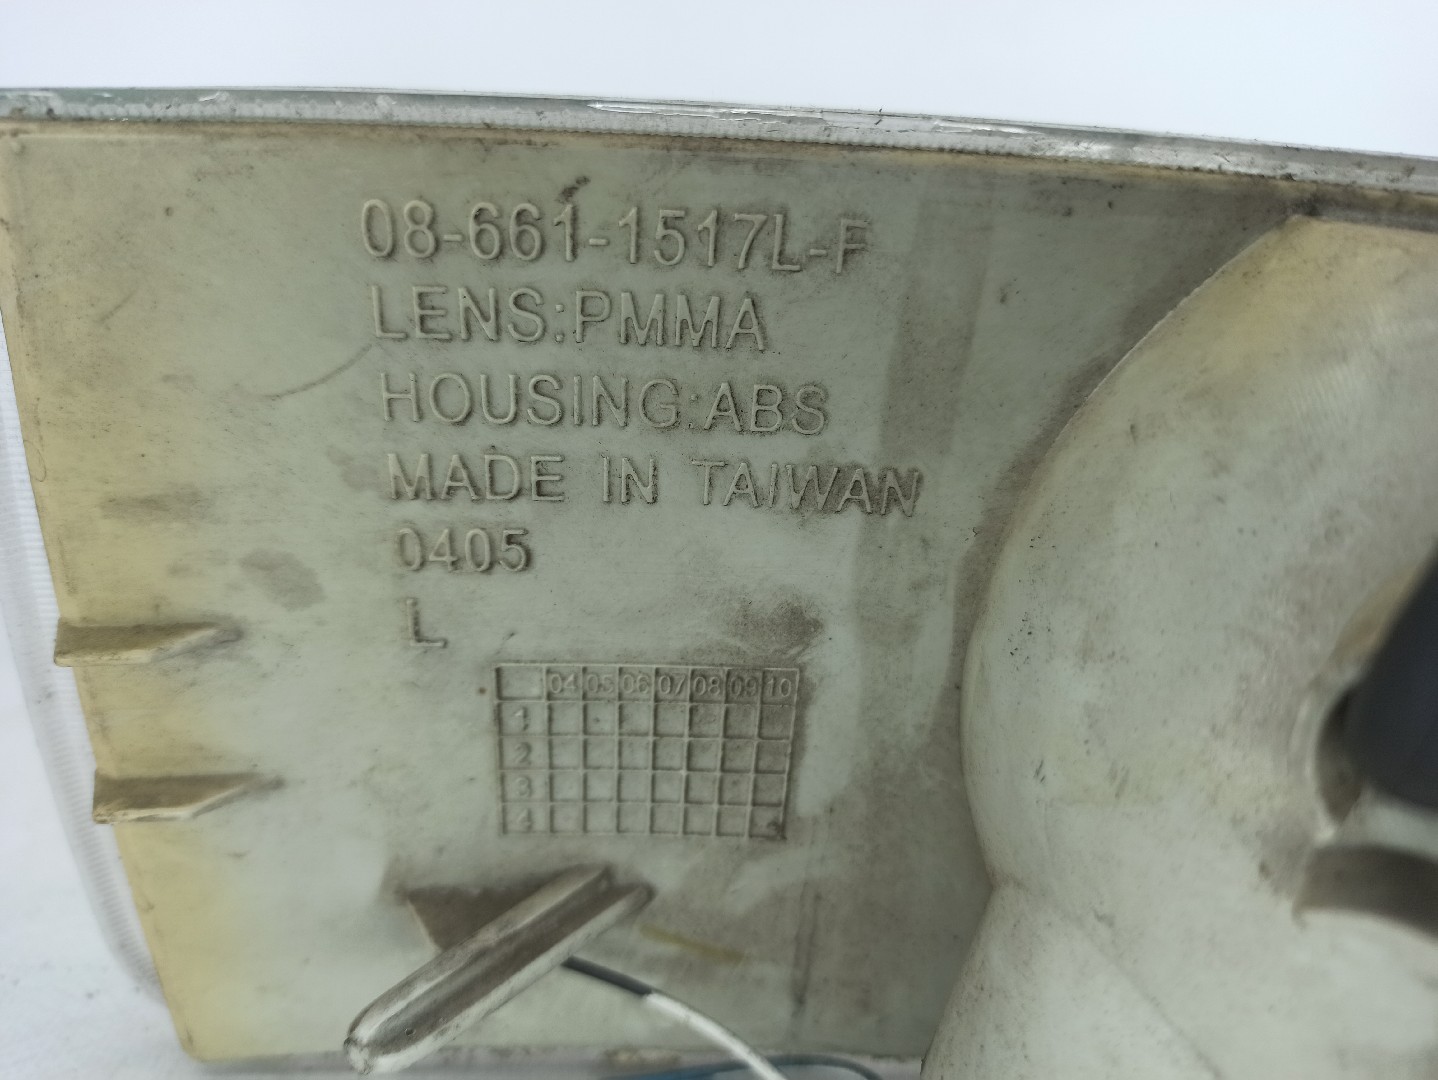 08-661-1517L-F
LENS:PMMA
HOUSING:ABS
MADE IN TAIWAN
0405
L
04 05 06 07 08 09 10
1
2
3
4